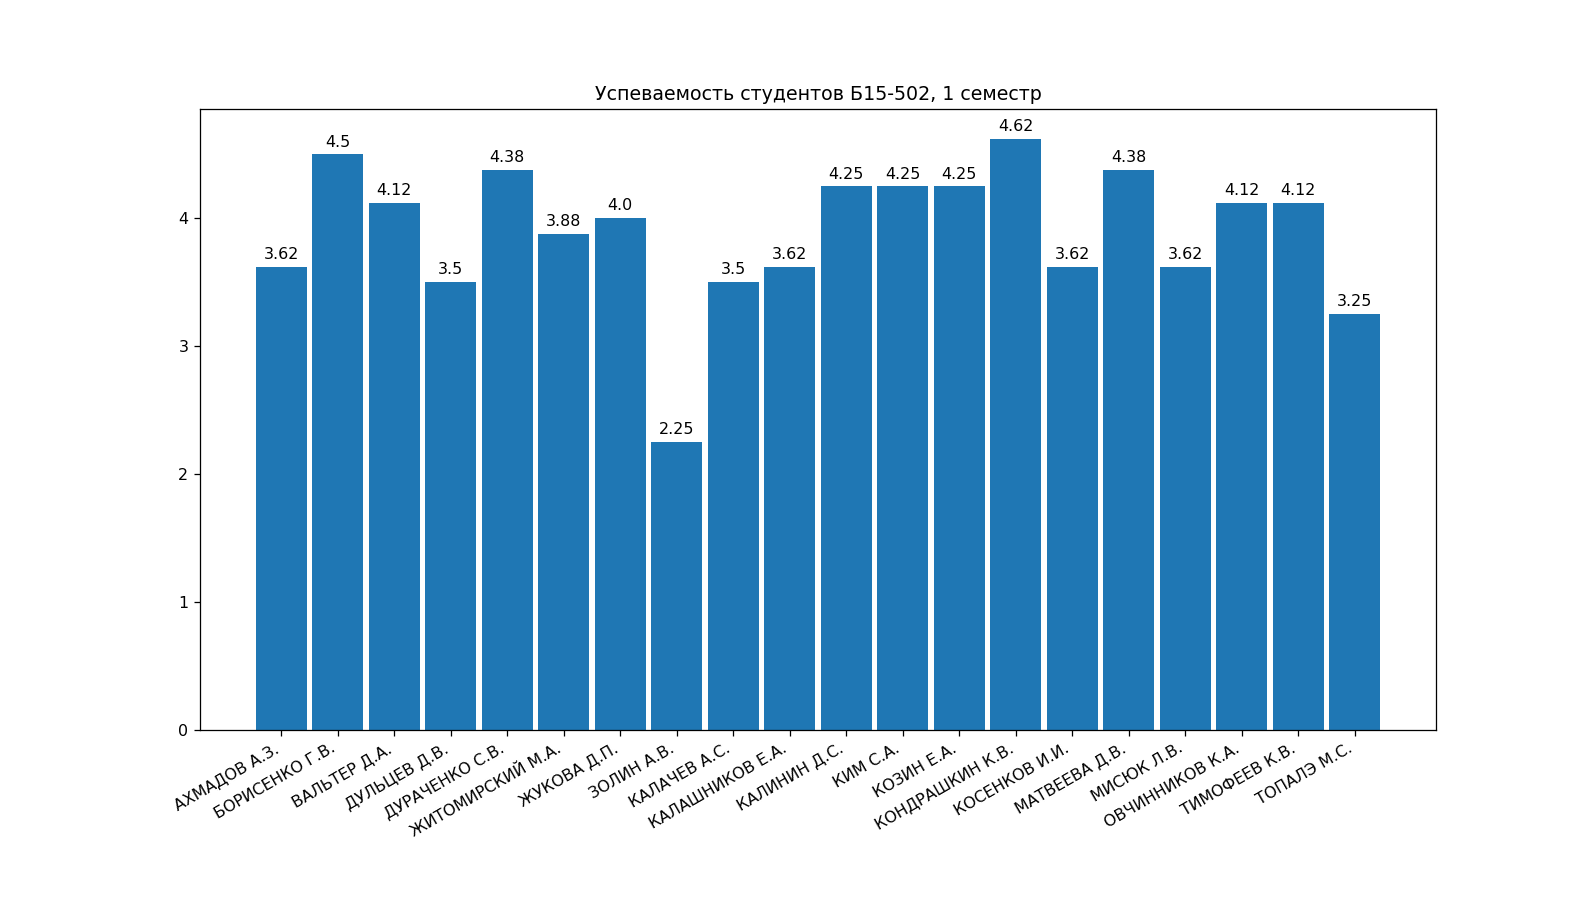 Успеваемость студентов Б15-502, 1 семестр
4.62
4.5
4.38
4.38
4.25
4.25
4.25
4.12
4.12
4.12
4
4.0
3.88
3.62
3.62
3.62
3.62
3.5
3.5
3
3.25
2.25
2
1
0
АХМАДОВ А.З.
БОРИСЕНКО Г.В.
ВАЛЬТЕР Д.А.
ДУЛЬЦЕВ Д.В.
ДУРАЧЕНКО С.В.
ЖИТОМИРСКИЙ М.А.
ЖУКОВА Д.П.
ЗОЛИН А.В.
КАЛАЧЕВ А.С.
КАЛАШНИКОВ Е.А.
КАЛИНИН Д.С.
КИМ С.А.
КОЗИН Е.А.
КОНДРАШКИН К.В.
КОСЕНКОВ И.И.
МАТВЕЕВА Д.В.
МИСЮК Л.В.
ОВЧИННИКОВ К.А.
ТИМОФЕЕВ К.В.
ТОПАЛЭ М.С.